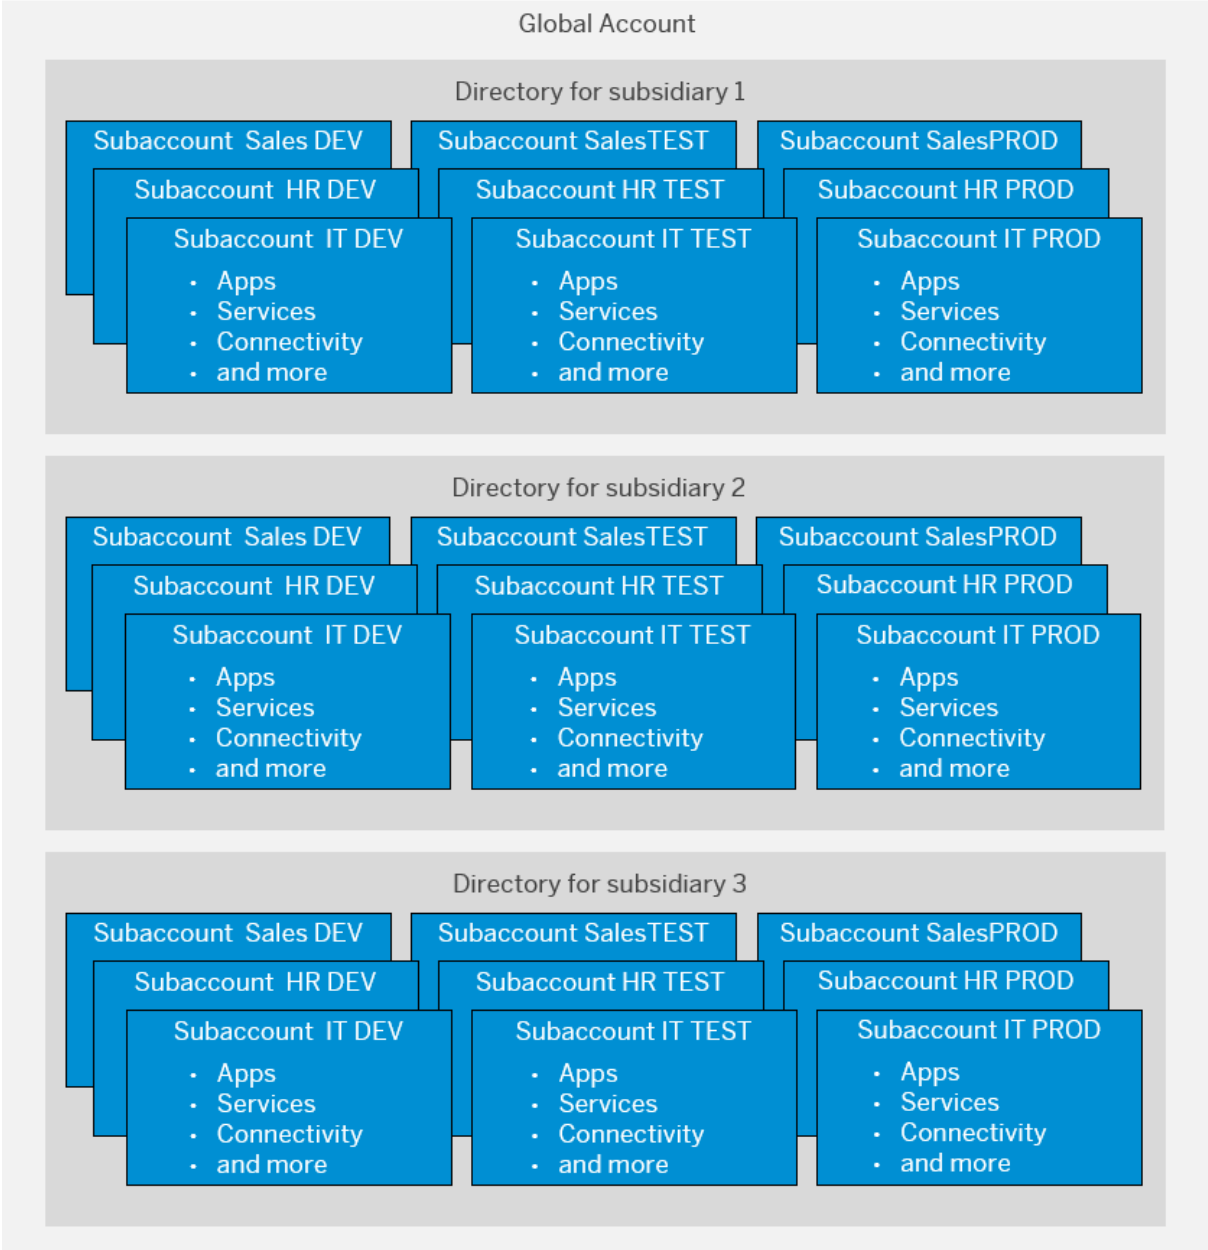 Global Account
Directory for subsidiary 1
Subaccount Sales DEV
Subaccount SalesTEST
Subaccount SalesPROD
Subaccount HR DEV
Subaccount HR TEST
Subaccount HR PROD
Subaccount IT DEV
• Apps
• Services
• Connectivity
• and more
Subaccount IT TEST
• Apps
• Services
• Connectivity
• and more
Subaccount IT PROD
• Apps
• Services
• Connectivity
• and more
Directory for subsidiary 2
Subaccount Sales DEV
Subaccount SalesTEST
Subaccount SalesPROD
Subaccount HR DEV
Subaccount HR TEST
Subaccount HR PROD
Subaccount IT DEV
• Apps
• Services
• Connectivity
• and more
Subaccount IT TEST
• Apps
• Services
• Connectivity
• and more
Subaccount IT PROD
• Apps
• Services
• Connectivity
• and more
Directory for subsidiary 3
Subaccount Sales DEV
Subaccount SalesTEST
Subaccount SalesPROD
Subaccount HR DEV
Subaccount HR TEST
Subaccount HR PROD
Subaccount IT DEV
• Apps
• Services
• Connectivity
• and more
Subaccount IT TEST
• Apps
• Services
• Connectivity
• and more
Subaccount IT PROD
• Apps
• Services
• Connectivity
• and more